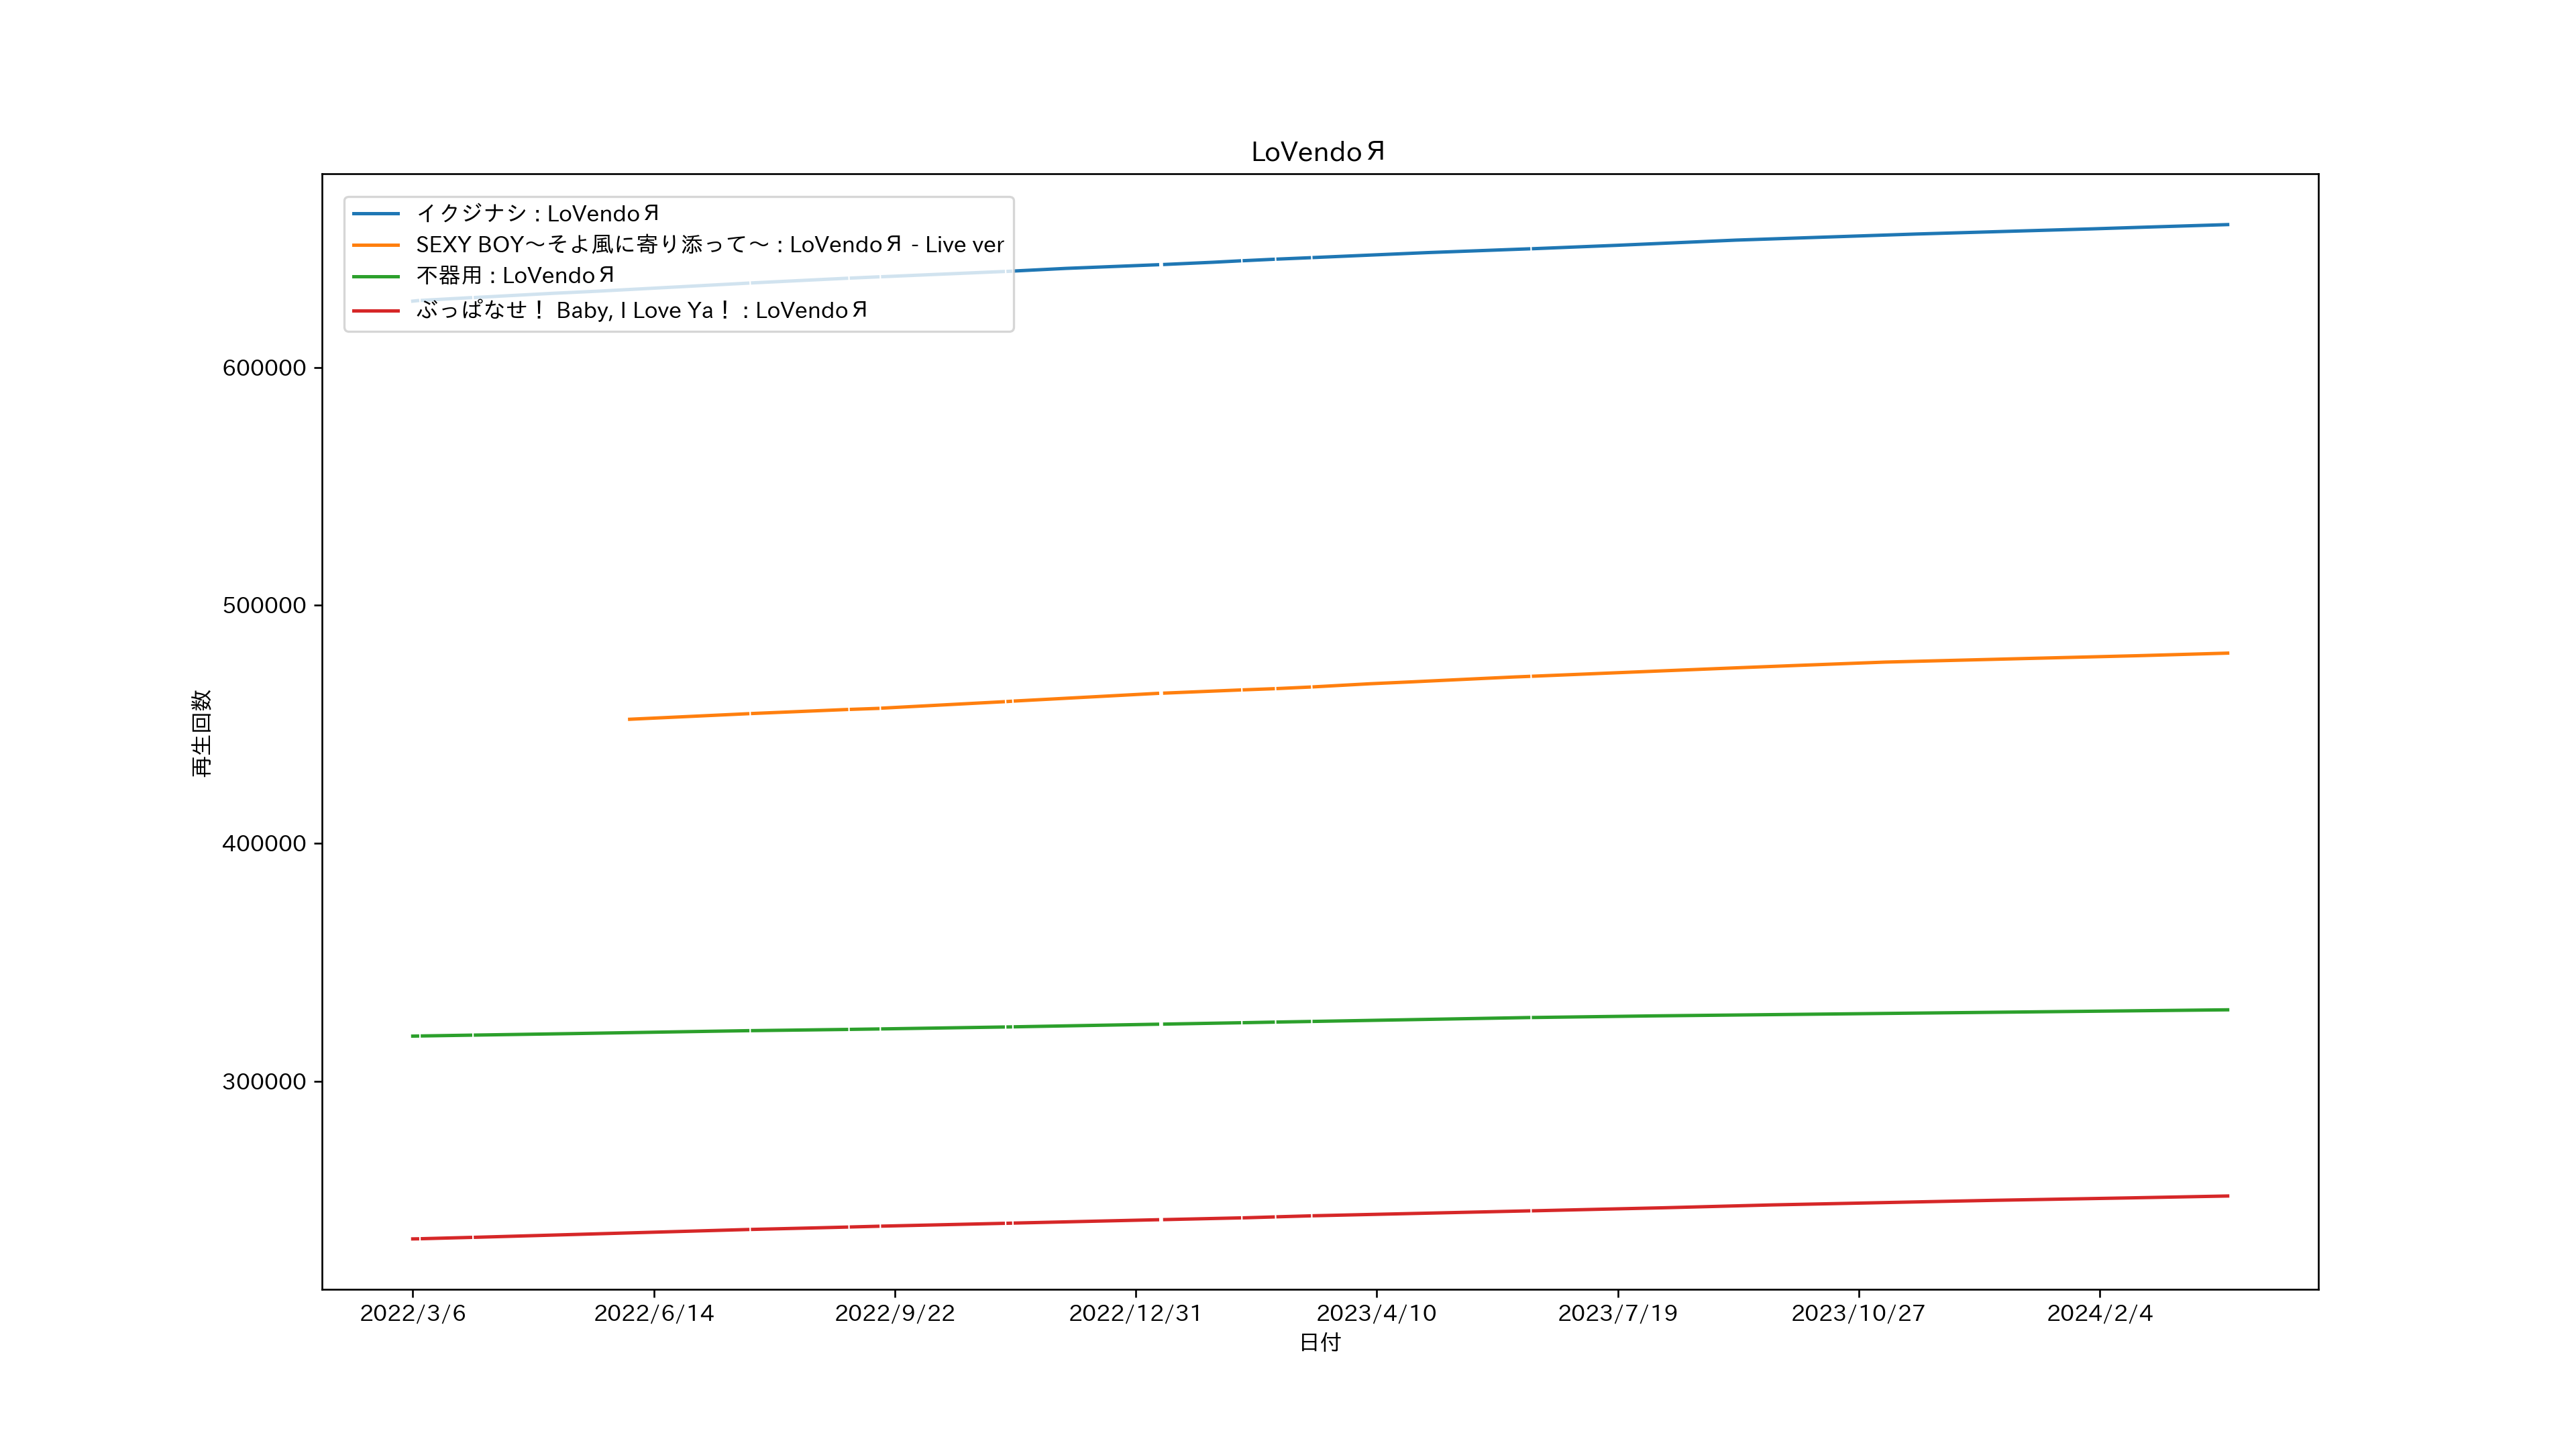 LoVendoЯ
イクジナシ : LoVendoЯ
SEXY BOY〜そよ風に寄り添って〜 : LoVendoЯ - Live ver
不器用 : LoVendoЯ
ぶっぱなせ！ Baby, I Love Ya！ : LoVendoЯ
600000
500000
400000
300000
再生回数
2022/3/6 2022/6/14 2022/9/22 2022/12/31 2023/4/10 2023/7/19 2023/10/27 2024/2/4
日付